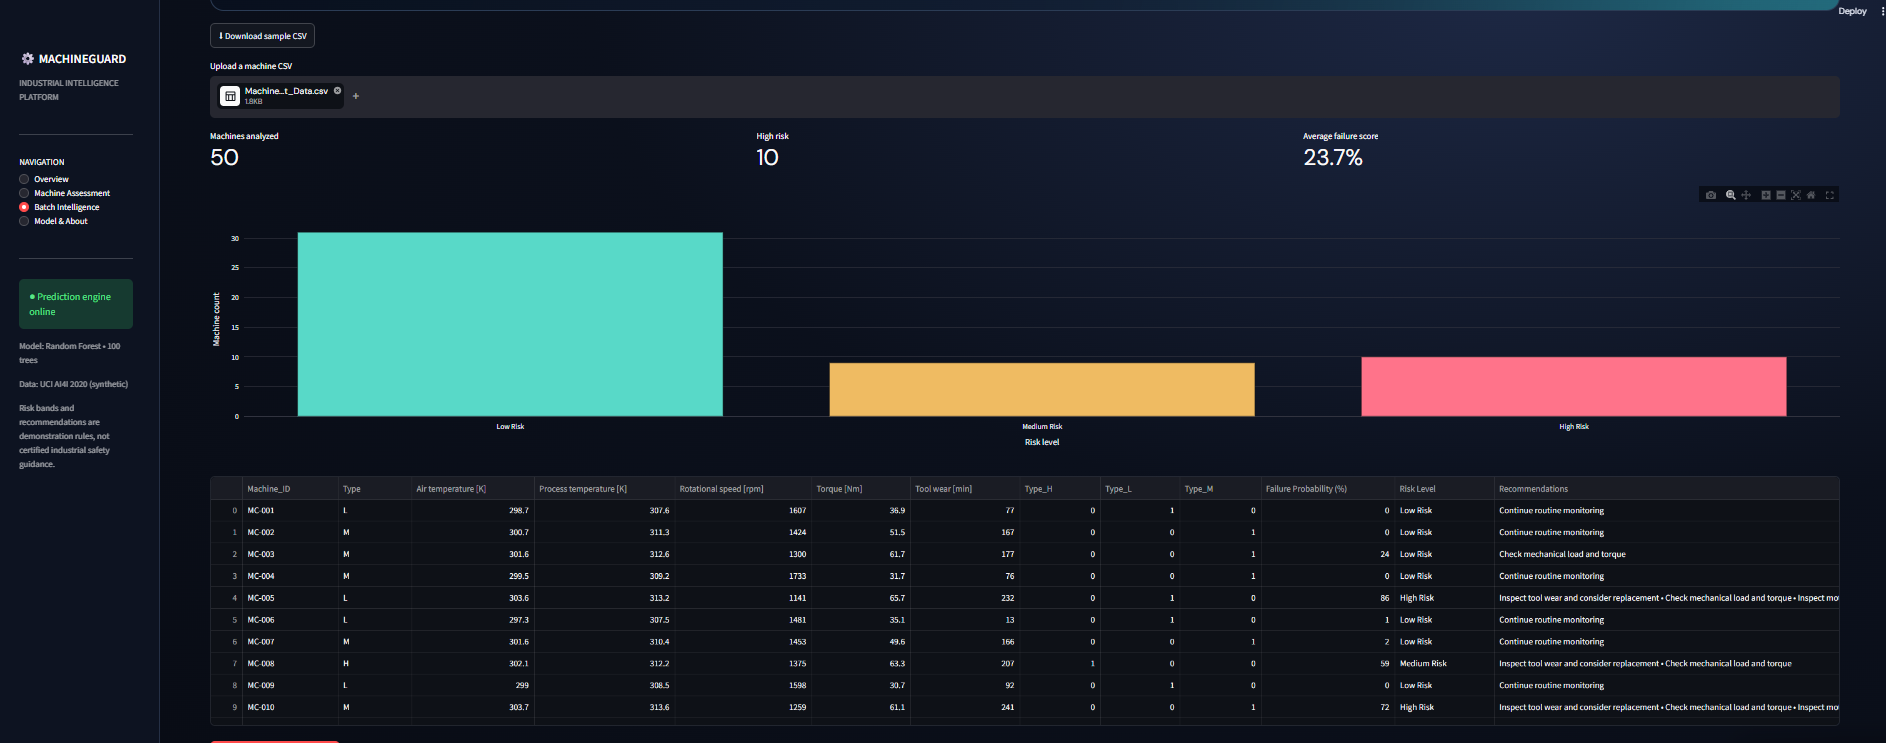 Deploy
MACHINEGUARD
INDUSTRIAL INTELLIGENCE
PLATFORM
NAVIGATION
Overview
Machine Assessment
Batch Intelligence
Model & About
Prediction engine
online
Model: Random Forest • 100
trees
Data: UCI AI4I 2020 (synthetic)
Risk bands and
recommendations are
demonstration rules, not
certified industrial safety
guidance.
Download sample CSV
Upload a machine CSV
Machine...t_Data.csv
1.8KB
Machines analyzed
50
High risk
10
Average failure score
23.7%
Machine count
30
25
20
15
10
5
0
Low Risk
Medium Risk
High Risk
Risk level
Machine_ID Type Air temperature [K] Process temperature [K] Rotational speed [rpm] Torque [Nm] Tool wear [min] Type_H Type_L Type_M Failure Probability (%) Risk Level Recommendations
0 MC-001 L 298.7 307.6 1607 36.9 77 0 1 0 0 Low Risk Continue routine monitoring
1 MC-002 M 300.7 311.3 1424 51.5 167 0 0 1 0 Low Risk Continue routine monitoring
2 MC-003 M 301.6 312.6 1300 61.7 177 0 0 1 24 Low Risk Check mechanical load and torque
3 MC-004 M 299.5 309.2 1733 31.7 76 0 0 1 0 Low Risk Continue routine monitoring
4 MC-005 L 303.6 313.2 1141 65.7 232 0 1 0 86 High Risk Inspect tool wear and consider replacement • Check mechanical load and torque • Inspect mo
5 MC-006 L 297.3 307.5 1481 35.1 13 0 1 0 1 Low Risk Continue routine monitoring
6 MC-007 M 301.6 310.4 1453 49.6 166 0 0 1 2 Low Risk Continue routine monitoring
7 MC-008 H 302.1 312.2 1375 63.3 207 1 0 0 59 Medium Risk Inspect tool wear and consider replacement • Check mechanical load and torque
8 MC-009 L 299 308.5 1598 30.7 92 0 1 0 0 Low Risk Continue routine monitoring
9 MC-010 M 303.7 313.6 1259 61.1 241 0 0 1 72 High Risk Inspect tool wear and consider replacement • Check mechanical load and torque • Inspect mo